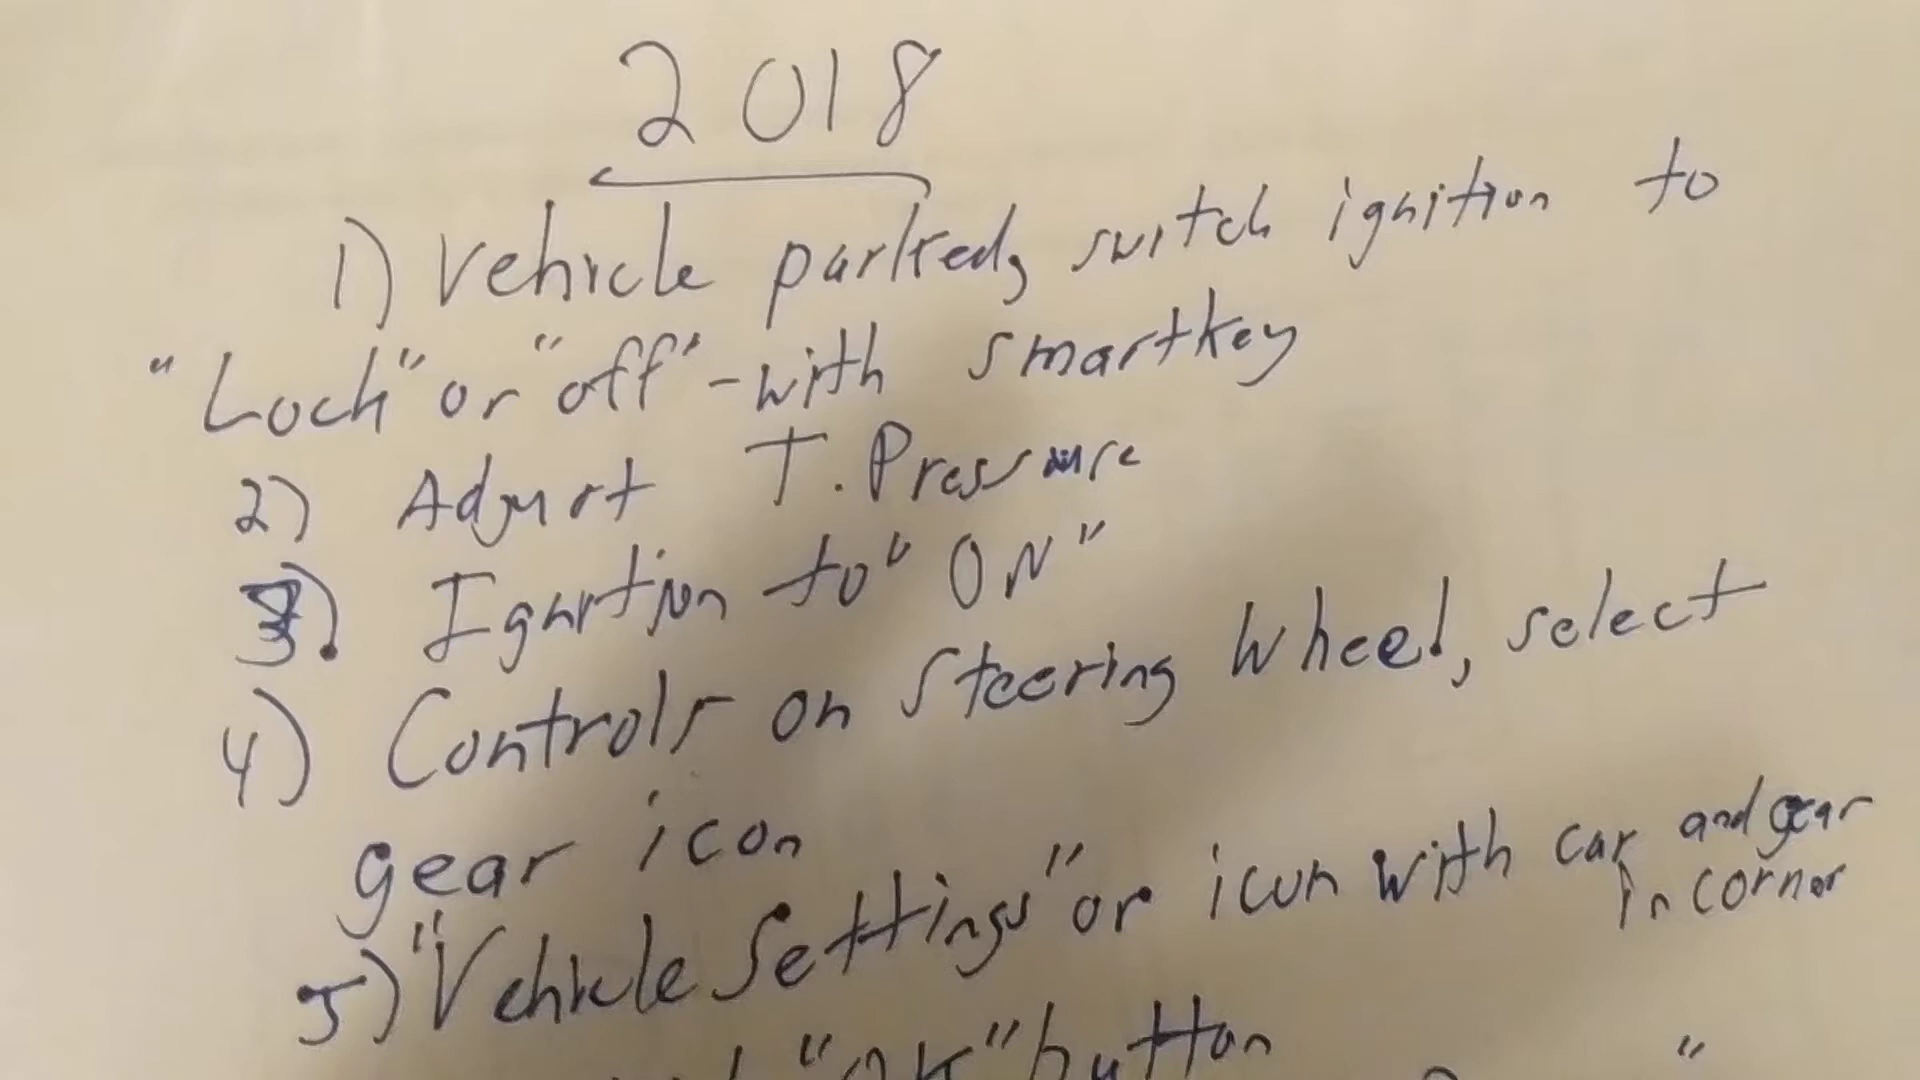 2018
1) Vehicle parked, switch ignition to
"Lock" or "off" - with smartkey
2) Adjust T. Pressure
3). Ignition to "ON"
4) Controls on Steering Wheel, select
gear icon
5) "Vehicle Settings" or icon with car and gear
in corner
"OK" button